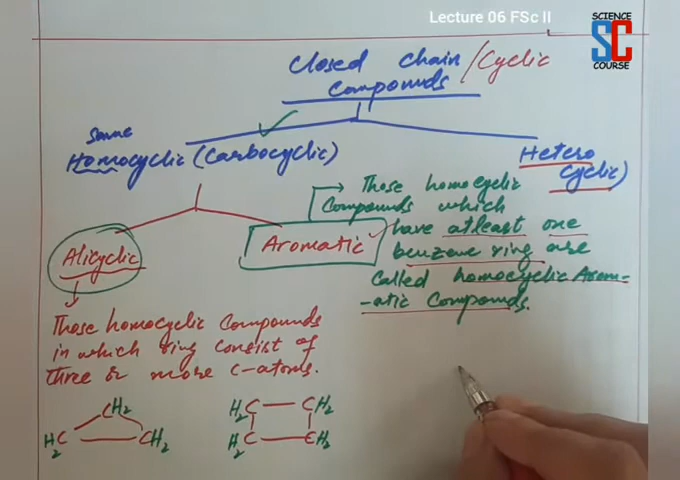 Lecture 06 FSc II
SCIENCE
SC
COURSE
Closed Chain /Cyclic
Compounds
Same
Homocyclic (Carbocyclic)
Hetero
Cyclic)
Alicyclic
Aromatic
Those homocyclic
Compounds which
have atleast one
benzene ring are
Called homocyclic Arom-
-atic Compounds.
Those homocyclic Compounds
in which ring consist of
three or more C-atoms.
CH2
H2C CH2
H2C CH2
H2C CH2